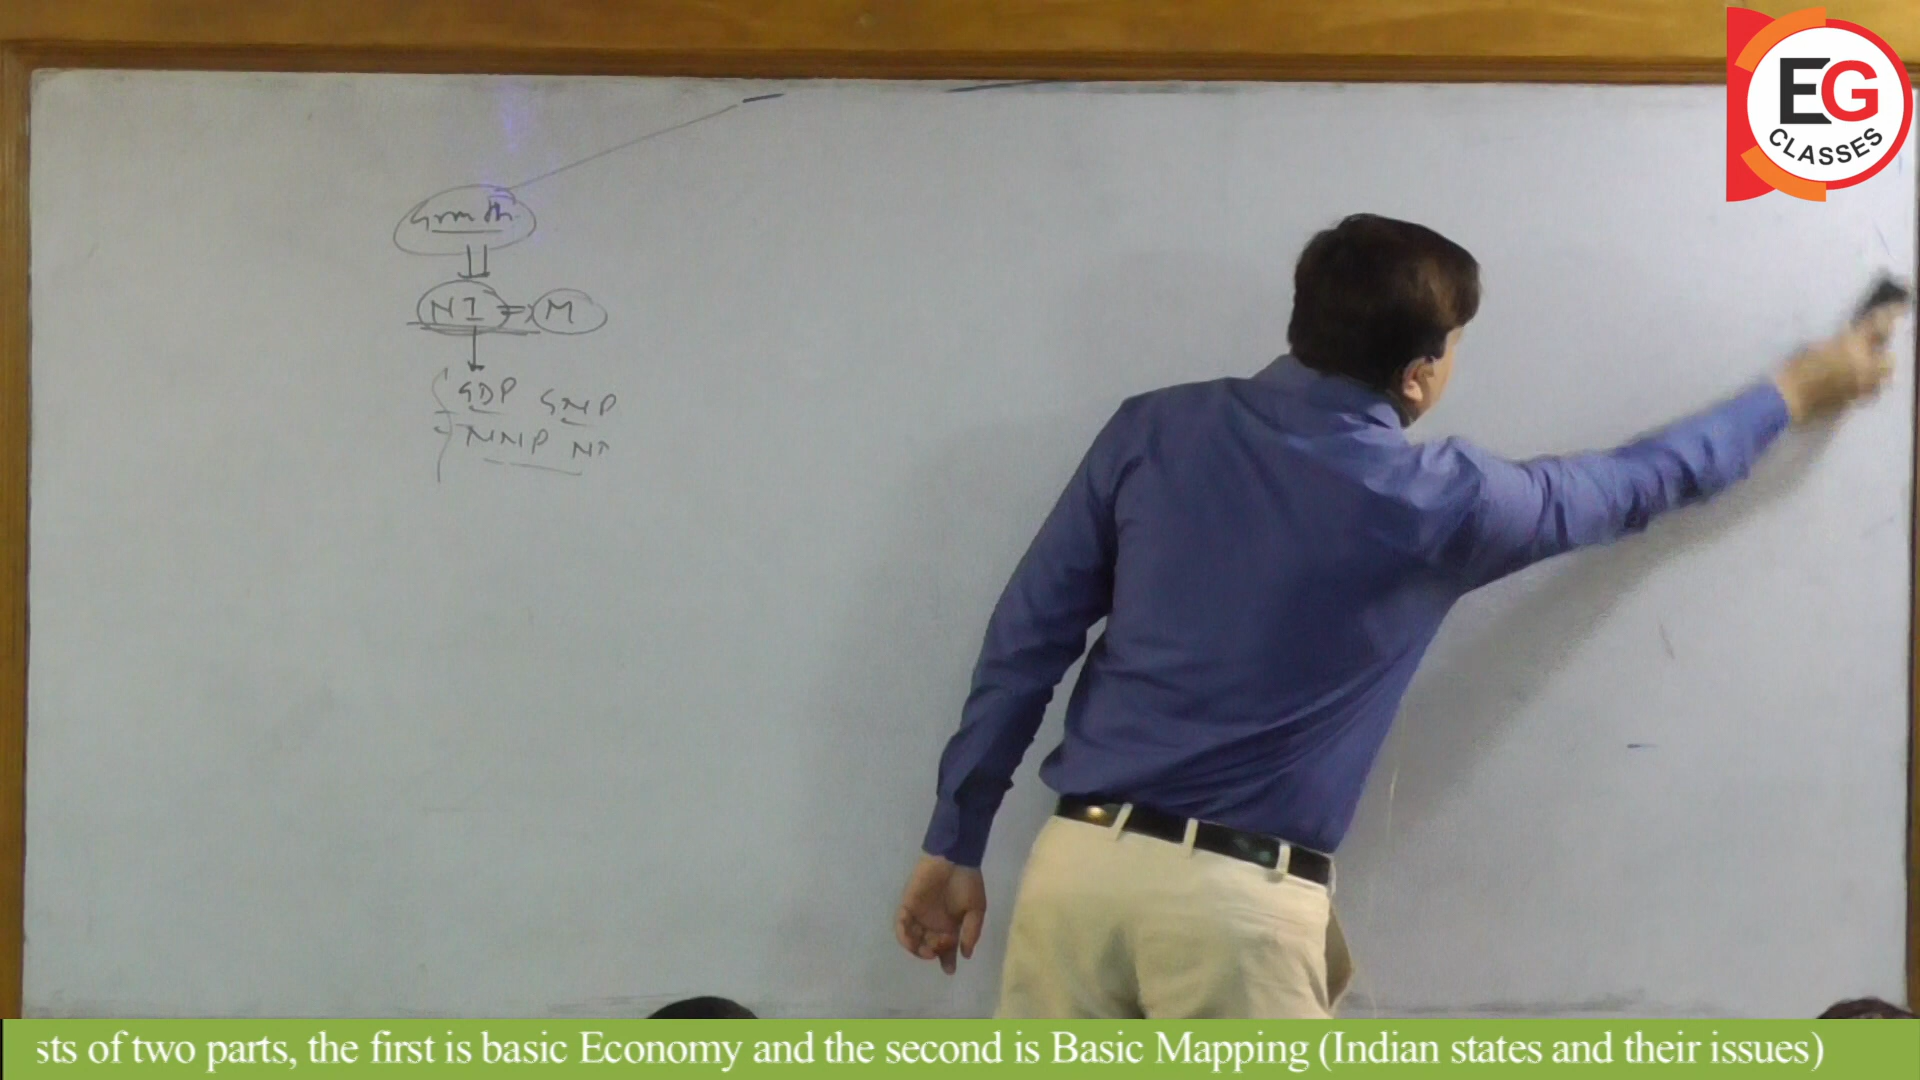 EG
CLASSES
Growth
NI => M
GDP GNP
NNP NI
sts of two parts, the first is basic Economy and the second is Basic Mapping (Indian states and their issues)